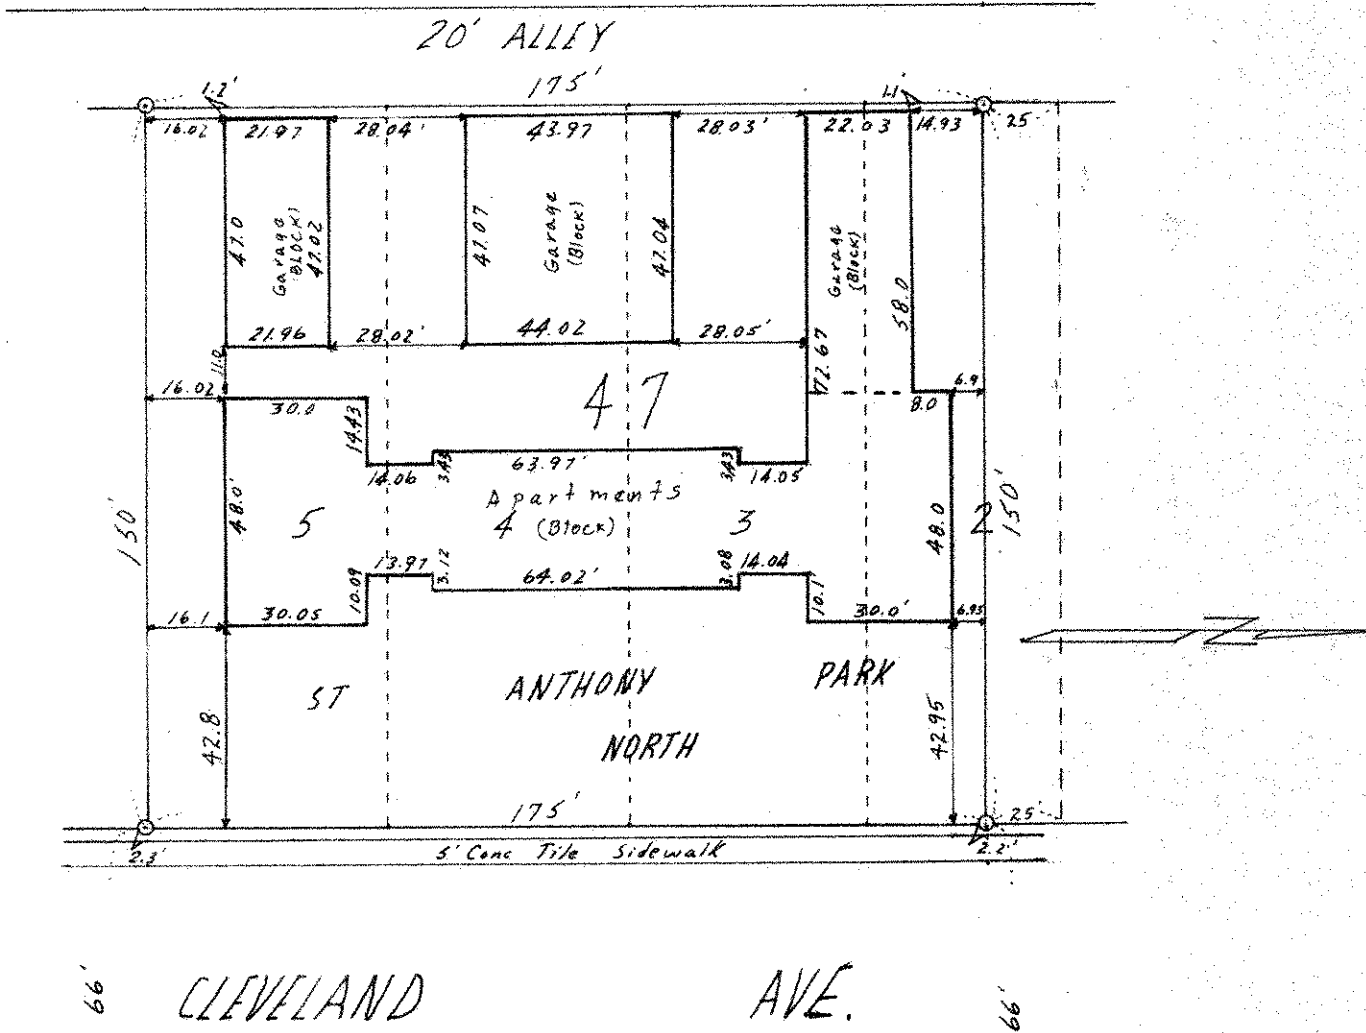 20' ALLEY
175'
1.2'
1.1
16.02 21.97 28.04' 43.97 28.03' 22.03 14.93 25
47.0
Garage
(BLOCK)
47.02
47.07
Garage
(Block)
47.04
Garage
(Block)
58.0
21.96 28.02' 44.02 28.05'
11.0
72.67
16.02 30.0 47 8.0 6.9
14.43
14.06 3.43 63.97' 3.43 14.05
Apartments
(Block)
150' 48.0' 5 4 3 48.0 2 150'
13.97 3.12 64.02' 3.08 14.04
10.09 10.1
16.1 30.05 30.0' 6.95
N
ST ANTHONY PARK
NORTH
42.8 42.95
175'
25'
2.3' 5' Conc Tile Sidewalk 2.2'
66' CLEVELAND AVE. 66'